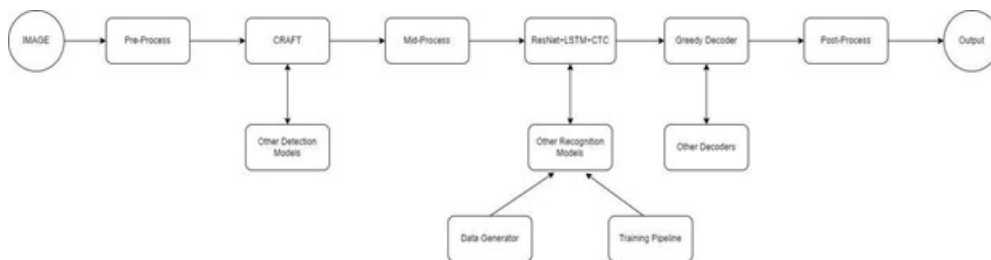 IMAGE
Pre-Process
CRAFT
Mid-Process
ResNet+LSTM+CTC
Greedy Decoder
Post-Process
Output
Other Detection
Models
Other Recognition
Models
Other Decoders
Data Generator
Training Pipeline